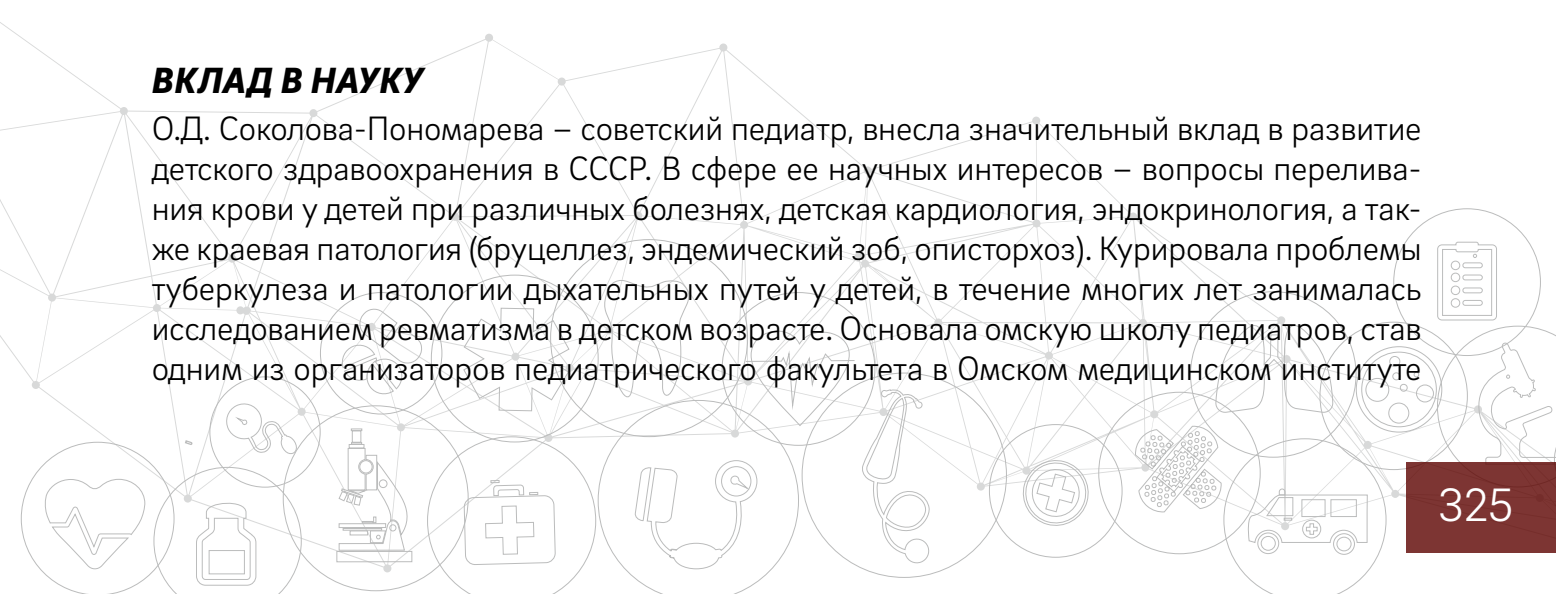 ВКЛАД В НАУКУ
О.Д. Соколова-Пономарева – советский педиатр, внесла значительный вклад в развитие
детского здравоохранения в СССР. В сфере ее научных интересов – вопросы перелива-
ния крови у детей при различных болезнях, детская кардиология, эндокринология, а так-
же краевая патология (бруцеллез, эндемический зоб, описторхоз). Курировала проблемы
туберкулеза и патологии дыхательных путей у детей, в течение многих лет занималась
исследованием ревматизма в детском возрасте. Основала омскую школу педиатров, став
одним из организаторов педиатрического факультета в Омском медицинском институте
325